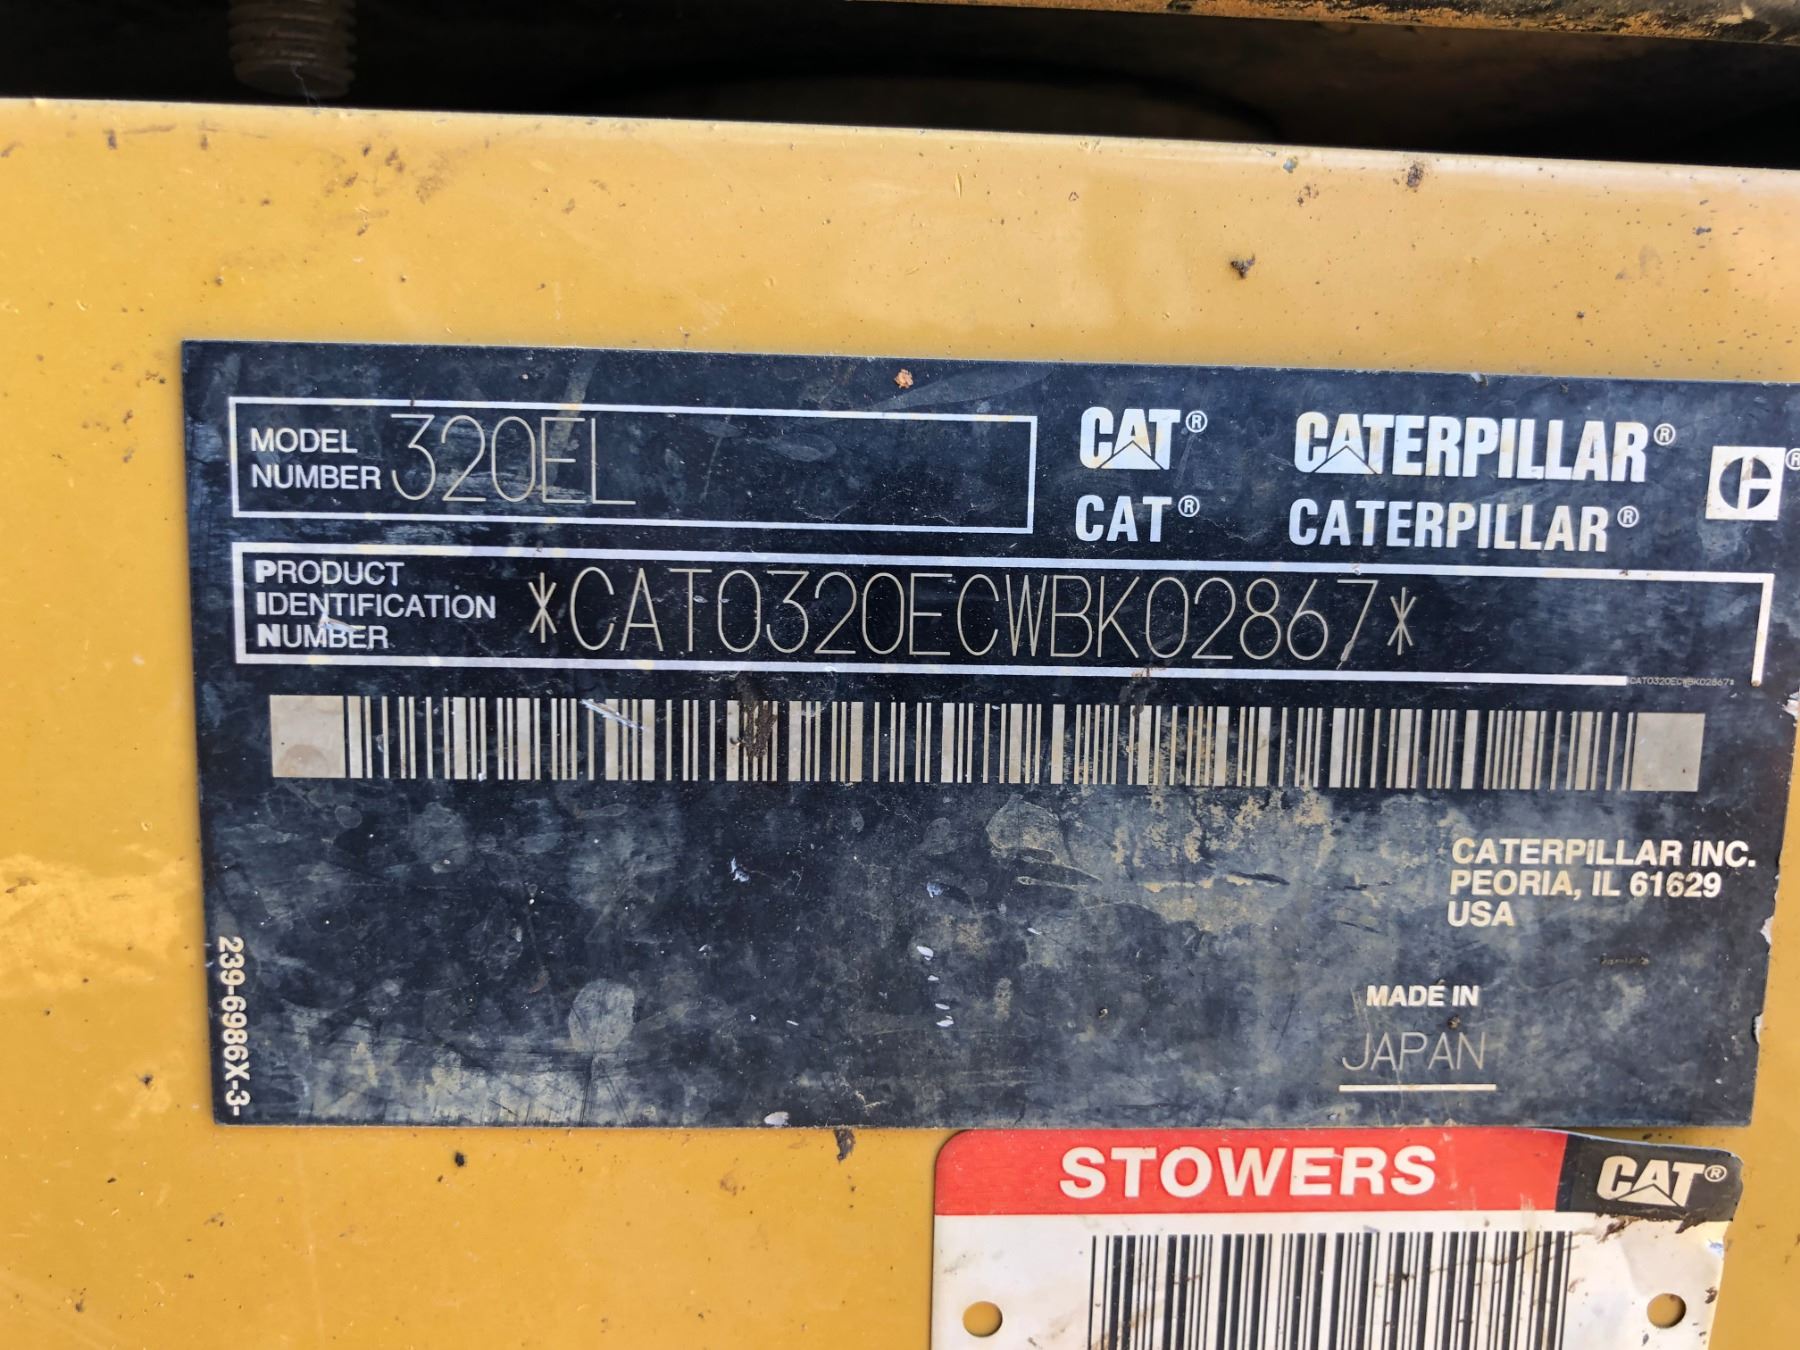 MODEL
NUMBER 320EL
CAT® CATERPILLAR®
CAT® CATERPILLAR®
PRODUCT
IDENTIFICATION
NUMBER
*CAT0320ECWBK02867*
*CAT0320ECWBK02867*
CATERPILLAR INC.
PEORIA, IL 61629
USA
MADE IN
JAPAN
239-6986X-3-
STOWERS CAT®